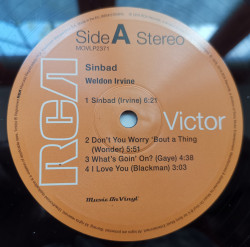 Side A Stereo
MOVLP2371
Sinbad
Weldon Irvine
1 Sinbad (Irvine) 6:21
RCA Victor
2 Don't You Worry 'Bout a Thing
(Wonder) 5:51
3 What's Goin' On? (Gaye) 4:38
4 I Love You (Blackman) 3:03
Music On Vinyl